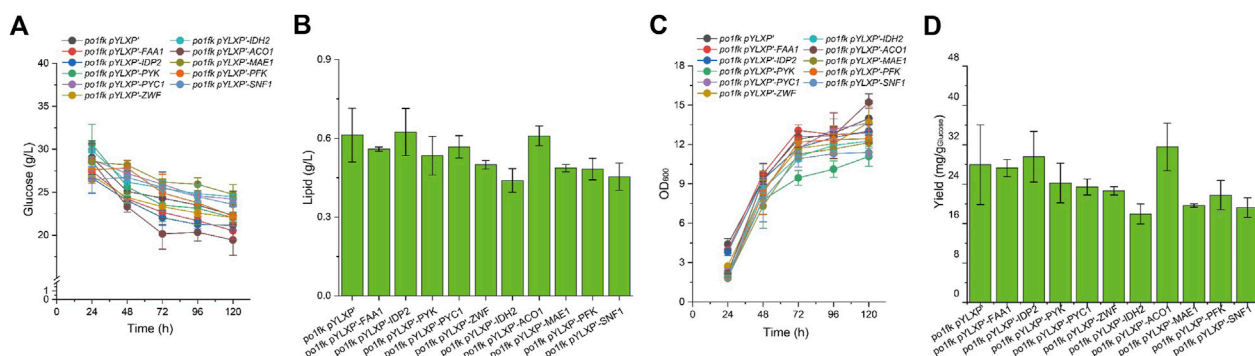 A
po1fk pYLXP'
po1fk pYLXP'-FAA1
po1fk pYLXP'-IDP2
po1fk pYLXP'-PYK
po1fk pYLXP'-PYC1
po1fk pYLXP'-ZWF
po1fk pYLXP'-IDH2
po1fk pYLXP'-ACO1
po1fk pYLXP'-MAE1
po1fk pYLXP'-PFK
po1fk pYLXP'-SNF1
Glucose (g/L)
40
35
30
25
20
1
0
0 24 48 72 96 120
Time (h)
B
Lipid (g/L)
0.9
0.6
0.3
0.0
po1fk pYLXP'
po1fk pYLXP'-FAA1
po1fk pYLXP'-IDP2
po1fk pYLXP'-PYK
po1fk pYLXP'-PYC1
po1fk pYLXP'-ZWF
po1fk pYLXP'-IDH2
po1fk pYLXP'-ACO1
po1fk pYLXP'-MAE1
po1fk pYLXP'-PFK
po1fk pYLXP'-SNF1
C
po1fk pYLXP'
po1fk pYLXP'-FAA1
po1fk pYLXP'-IDP2
po1fk pYLXP'-PYK
po1fk pYLXP'-PYC1
po1fk pYLXP'-ZWF
po1fk pYLXP'-IDH2
po1fk pYLXP'-ACO1
po1fk pYLXP'-MAE1
po1fk pYLXP'-PFK
po1fk pYLXP'-SNF1
OD600
18
15
12
9
6
3
0
0 24 48 72 96 120
Time (h)
D
Yield (mg/gGlucose)
48
40
32
24
16
8
0
po1fk pYLXP'
po1fk pYLXP'-FAA1
po1fk pYLXP'-IDP2
po1fk pYLXP'-PYK
po1fk pYLXP'-PYC1
po1fk pYLXP'-ZWF
po1fk pYLXP'-IDH2
po1fk pYLXP'-ACO1
po1fk pYLXP'-MAE1
po1fk pYLXP'-PFK
po1fk pYLXP'-SNF1